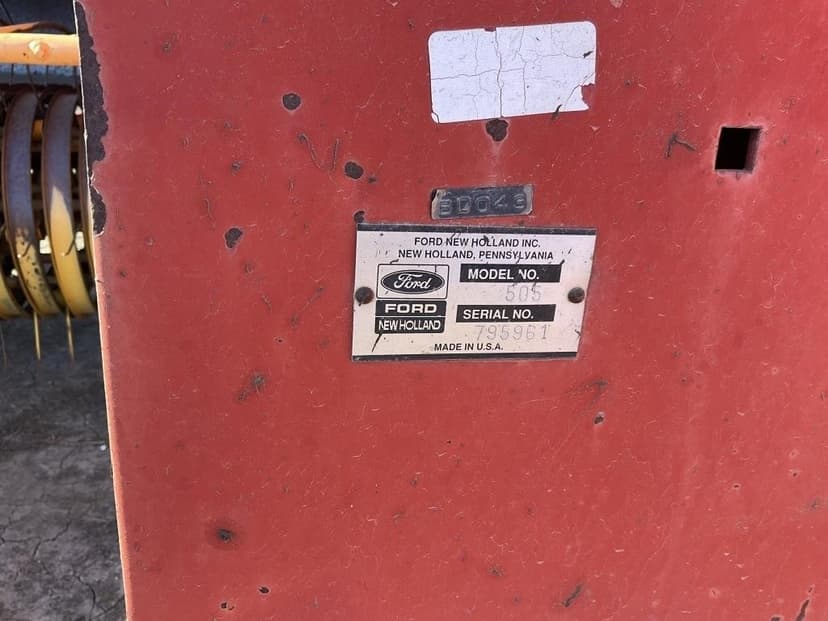 BD043
FORD NEW HOLLAND INC.
NEW HOLLAND, PENNSYLVANIA
Ford
MODEL NO.
505
FORD
NEW HOLLAND
SERIAL NO.
795961
MADE IN U.S.A.